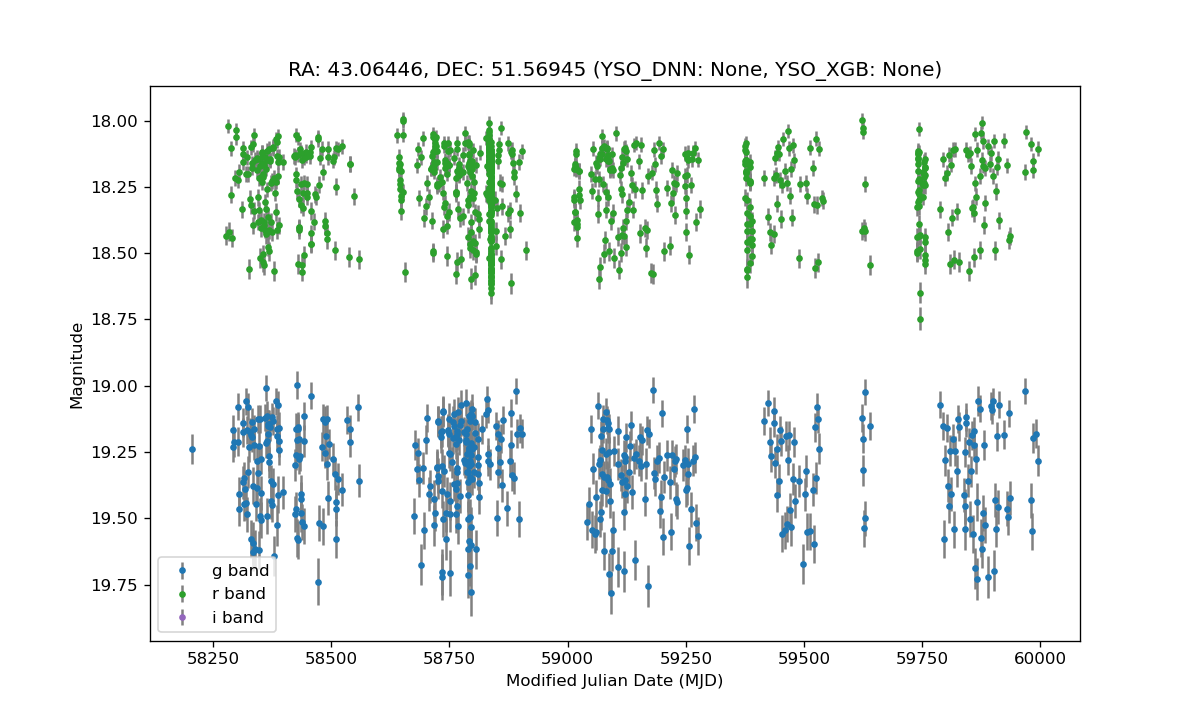 RA: 43.06446, DEC: 51.56945 (YSO_DNN: None, YSO_XGB: None)
18.00
18.25
18.50
18.75
19.00
19.25
19.50
19.75
Magnitude
g band
r band
i band
58250 58500 58750 59000 59250 59500 59750 60000
Modified Julian Date (MJD)